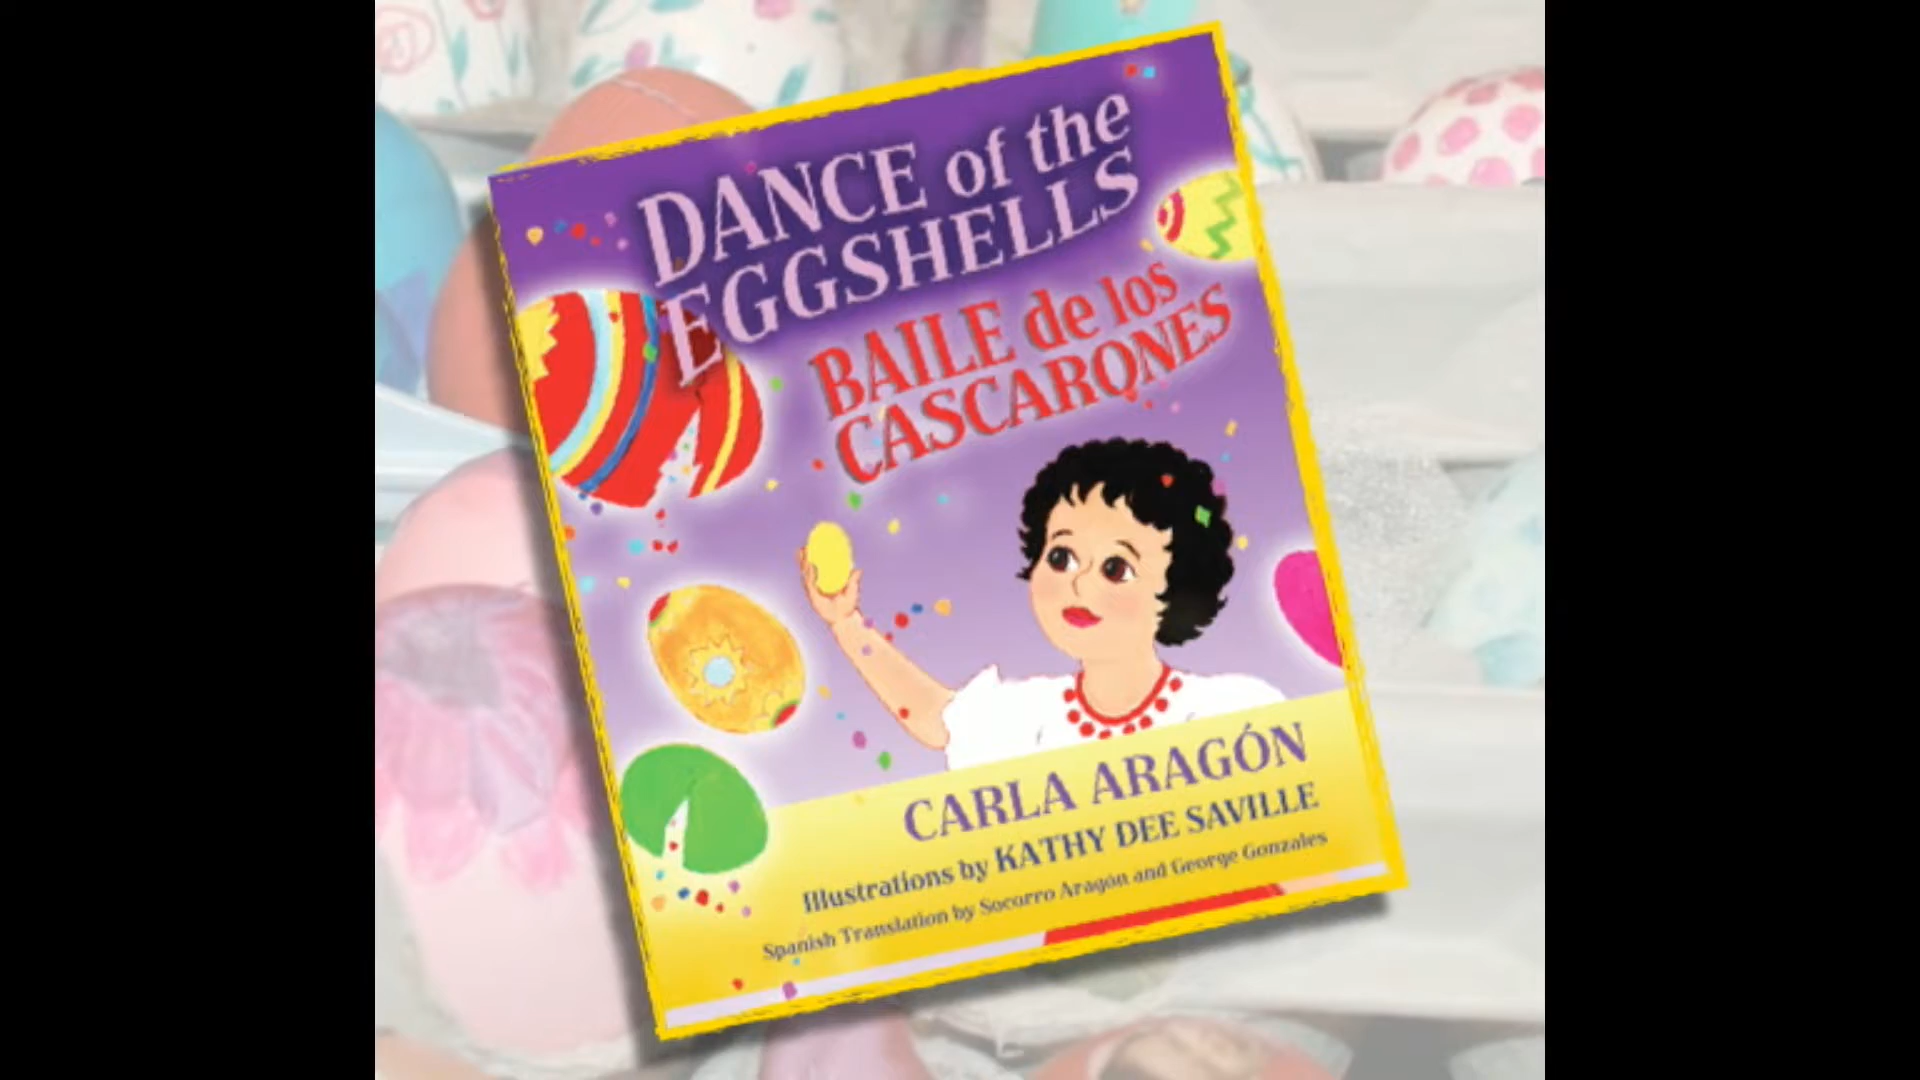 DANCE of the
EGGSHELLS
BAILE de los
CASCARONES
CARLA ARAGÓN
Illustrations by KATHY DEE SAVILLE
Spanish Translation by Socorro Aragón and George Gonzales